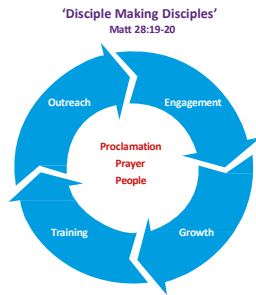 ‘Disciple Making Disciples’
Matt 28:19-20
Outreach
Engagement
Proclamation
Prayer
People
Training
Growth